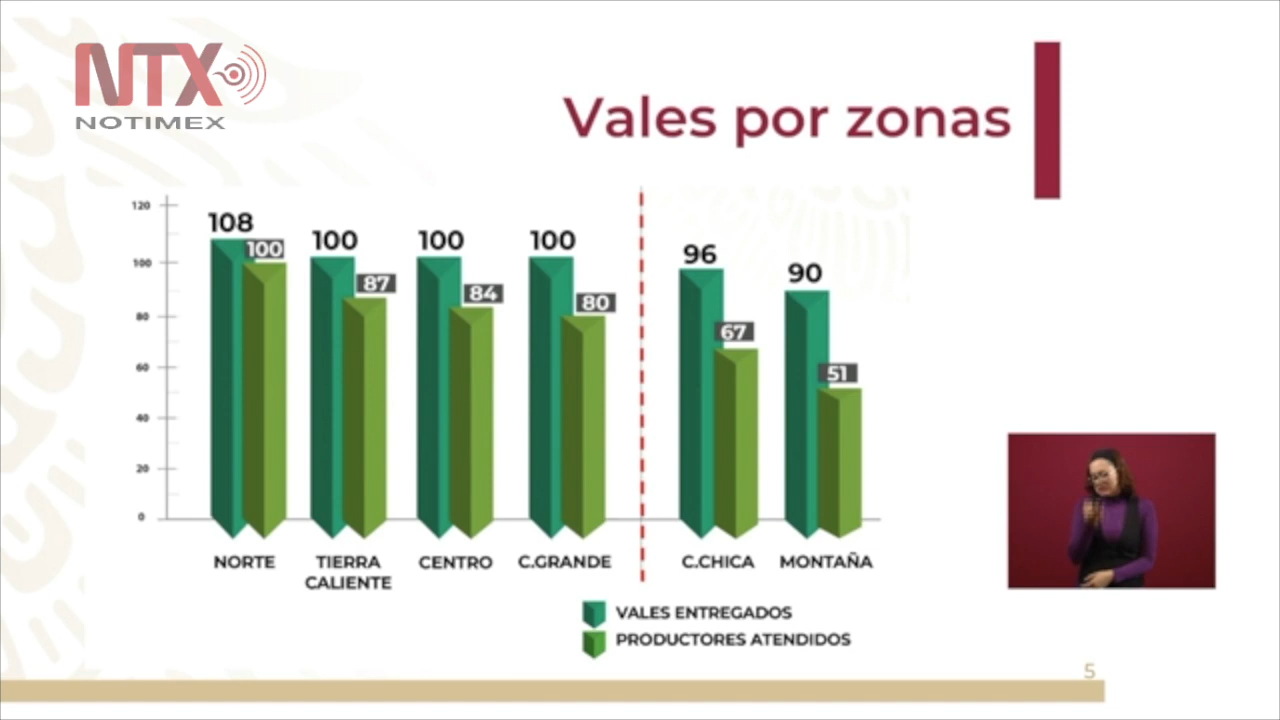 NTX
NOTIMEX
Vales por zonas
120
100
80
60
40
20
0
108
100
100
87
100
84
100
80
96
67
90
51
NORTE
TIERRA
CALIENTE
CENTRO
C.GRANDE
C.CHICA
MONTAÑA
VALES ENTREGADOS
PRODUCTORES ATENDIDOS
5